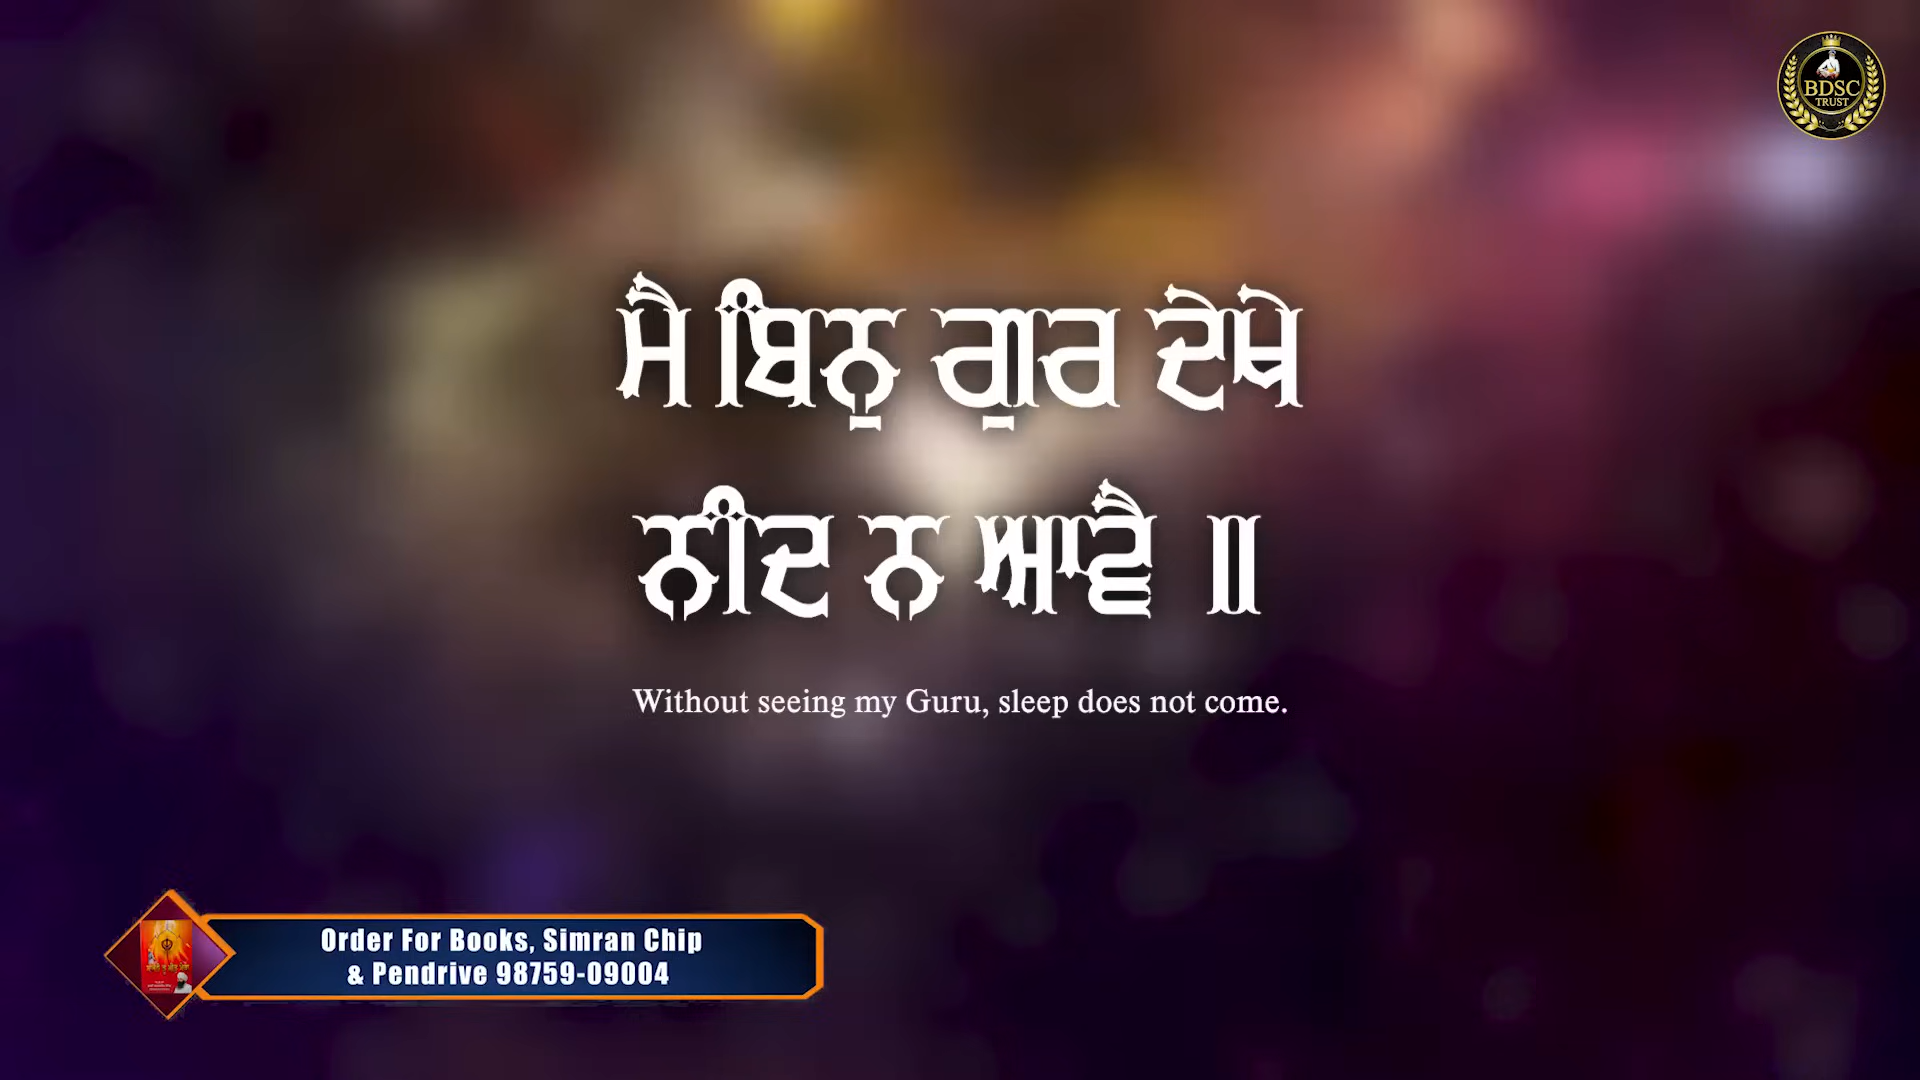 BDSC
TRUST
ਮੈ ਬਿਨੁ ਗੁਰ ਦੇਖੇ
ਨੀਂਦ ਨ ਆਵੈ ॥
Without seeing my Guru, sleep does not come.
Order For Books, Simran Chip
& Pendrive 98759-09004